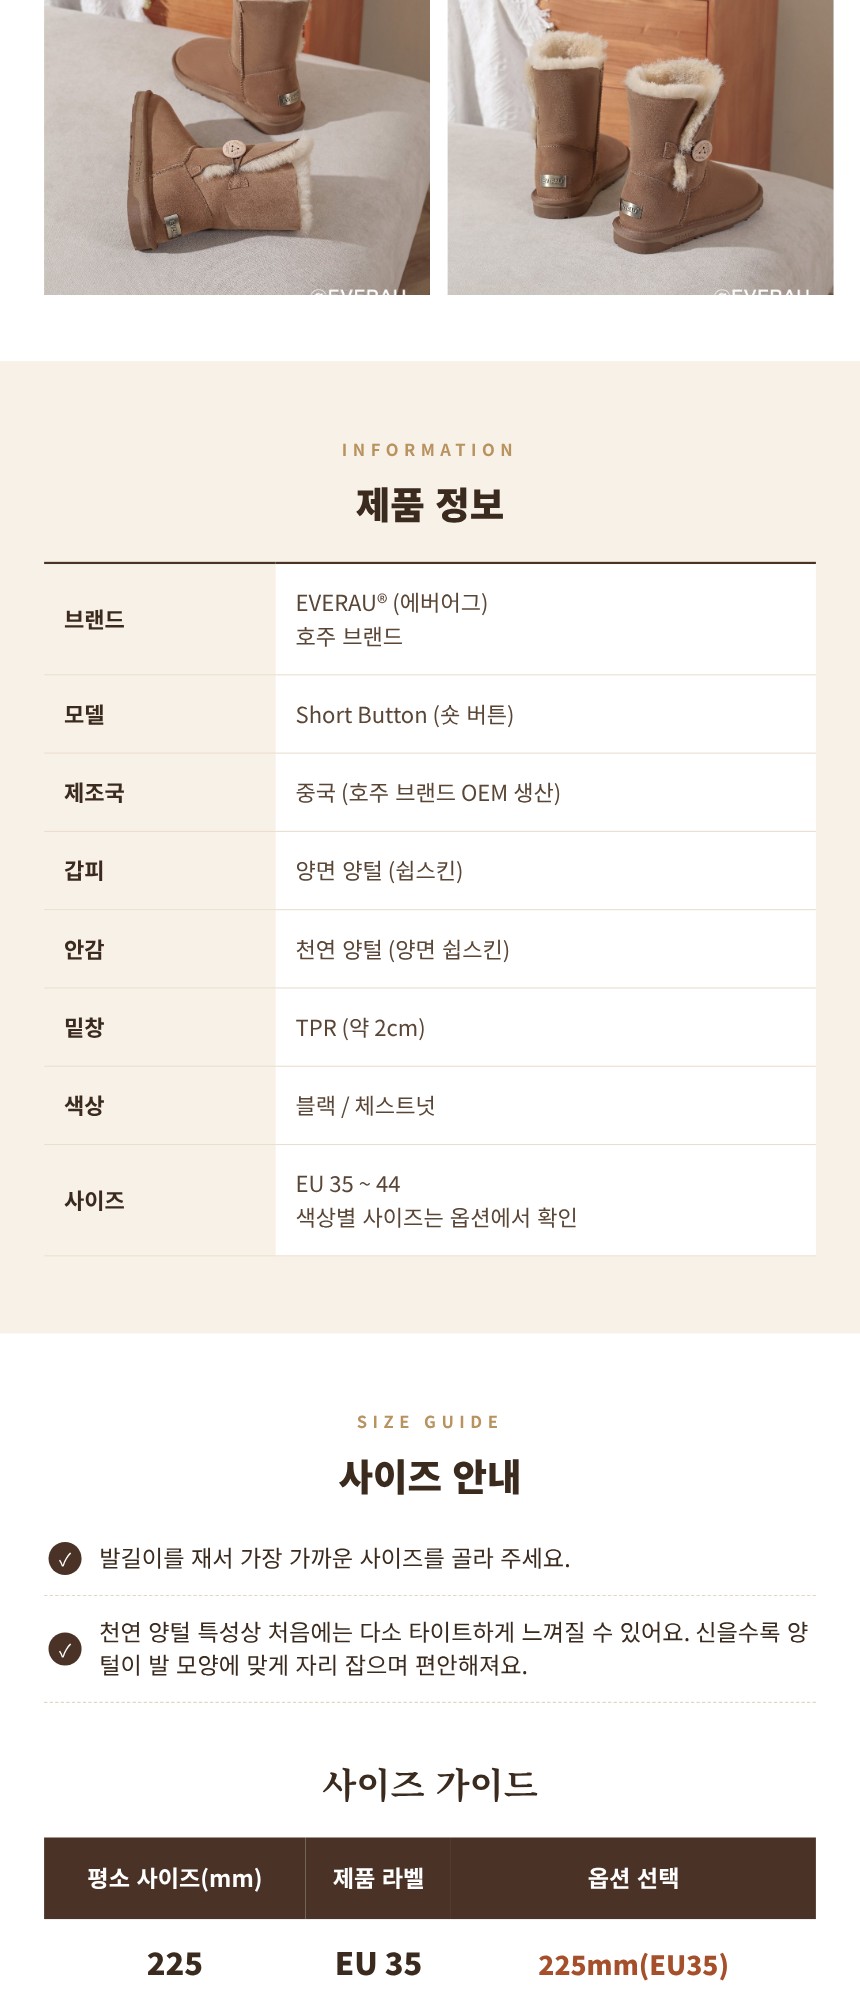 INFORMATION
제품 정보
브랜드
EVERAU® (에버어그)
호주 브랜드
모델
Short Button (숏 버튼)
제조국
중국 (호주 브랜드 OEM 생산)
갑피
양면 양털 (쉽스킨)
안감
천연 양털 (양면 쉽스킨)
밑창
TPR (약 2cm)
색상
블랙 / 체스트넛
사이즈
EU 35 ~ 44
색상별 사이즈는 옵션에서 확인
SIZE GUIDE
사이즈 안내
발길이를 재서 가장 가까운 사이즈를 골라 주세요.
천연 양털 특성상 처음에는 다소 타이트하게 느껴질 수 있어요. 신을수록 양
털이 발 모양에 맞게 자리 잡으며 편안해져요.
사이즈 가이드
평소 사이즈(mm) 제품 라벨 옵션 선택
225 EU 35 225mm(EU35)